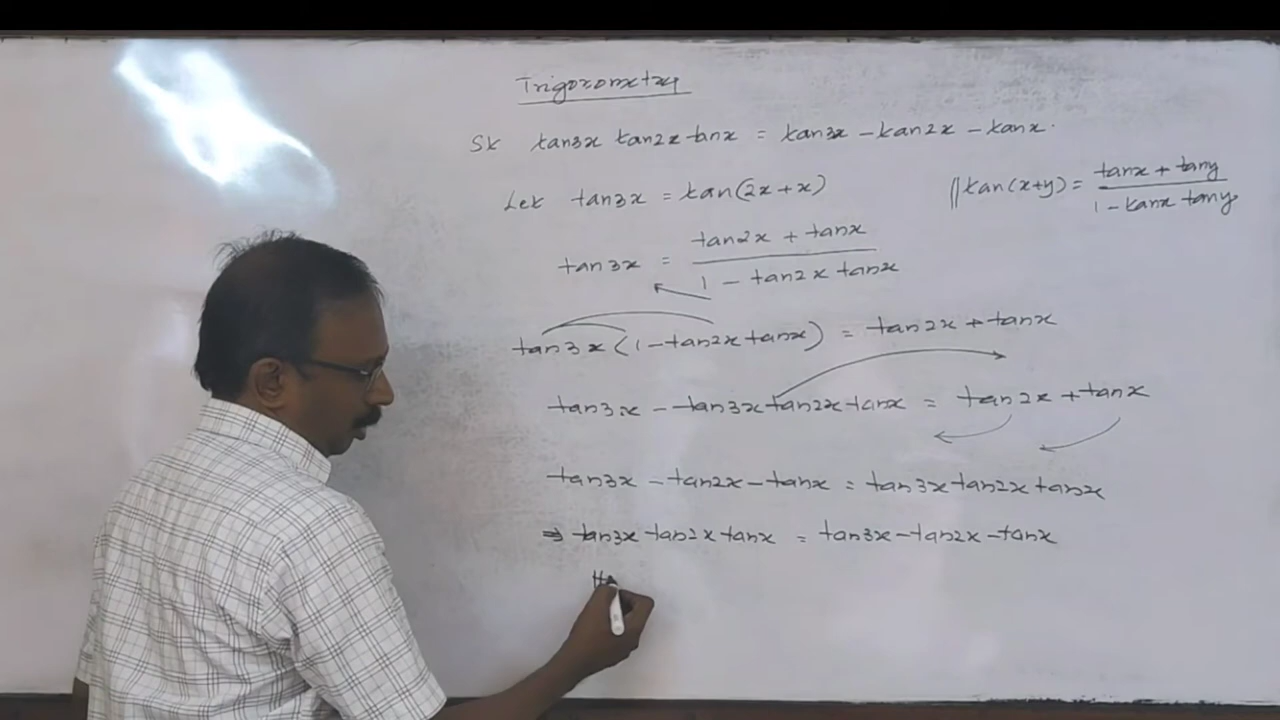 Trigonometry
SK tan3x tan2x tanx = tan3x - tan2x - tanx.
Let tan3x = tan(2x + x)
// tan(x+y) = (tanx + tany) / (1 - tanx tany)
tan3x = (tan2x + tanx) / (1 - tan2x tanx)
tan3x (1 - tan2x tanx) = tan2x + tanx
tan3x - tan3x tan2x tanx = tan2x + tanx
tan3x - tan2x - tanx = tan3x tan2x tanx
⇒ tan3x tan2x tanx = tan3x - tan2x - tanx